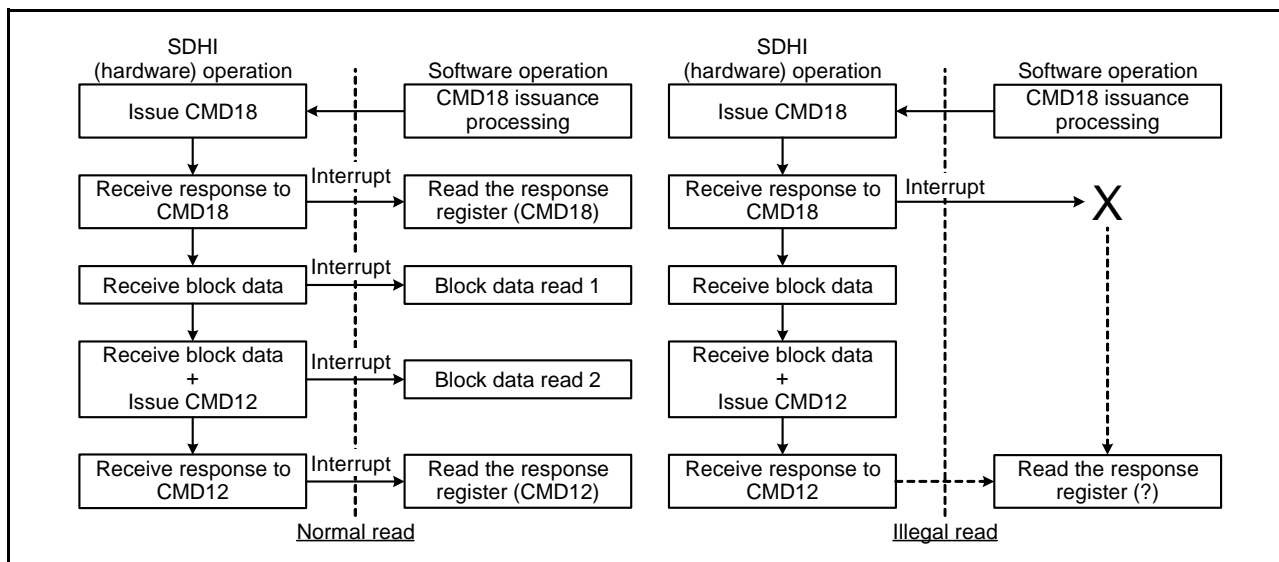 SDHI
(hardware) operation
Software operation
Issue CMD18
CMD18 issuance
processing
Receive response to
CMD18
Interrupt
Read the response
register (CMD18)
Receive block data
Interrupt
Block data read 1
Receive block data
+
Issue CMD12
Interrupt
Block data read 2
Receive response to
CMD12
Interrupt
Read the response
register (CMD12)
Normal read
SDHI
(hardware) operation
Software operation
Issue CMD18
CMD18 issuance
processing
Receive response to
CMD18
Interrupt
X
Receive block data
Receive block data
+
Issue CMD12
Receive response to
CMD12
Read the response
register (?)
Illegal read